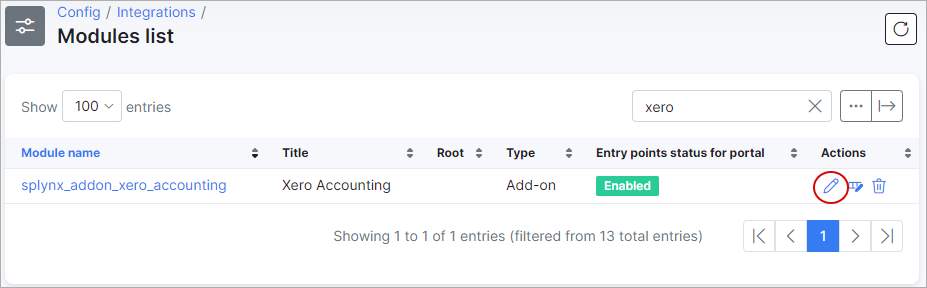 Config / Integrations /
Modules list
Show 100 entries
xero
Module name Title Root Type Entry points status for portal Actions
splynx_addon_xero_accounting Xero Accounting Add-on Enabled
Showing 1 to 1 of 1 entries (filtered from 13 total entries) 1